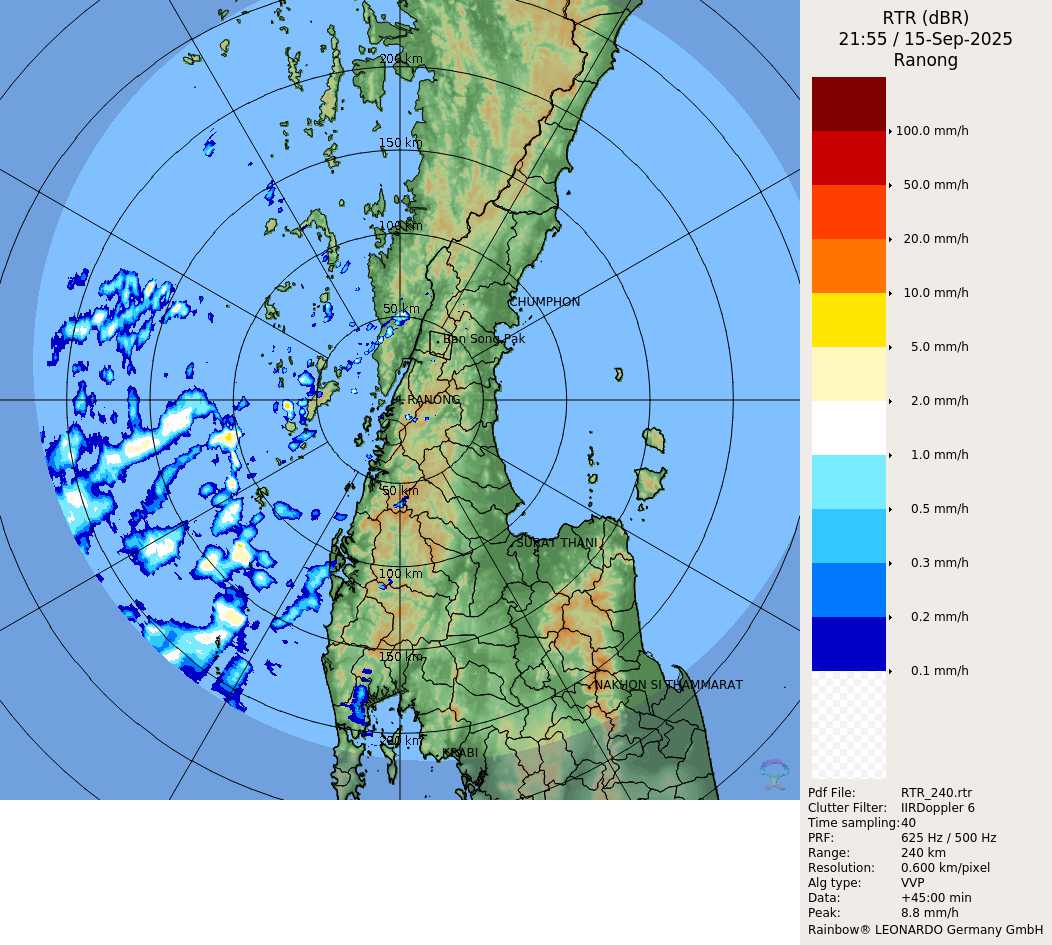 RTR (dBR)
21:55 / 15-Sep-2025
Ranong
100.0 mm/h
50.0 mm/h
20.0 mm/h
10.0 mm/h
5.0 mm/h
2.0 mm/h
1.0 mm/h
0.5 mm/h
0.3 mm/h
0.2 mm/h
0.1 mm/h
200 km
150 km
100 km
50 km
CHUMPHON
Ban Song Pak
RANONG
50 km
SURAT THANI
100 km
150 km
NAKHON SI THAMMARAT
200 km
KRABI
Pdf File: RTR_240.rtr
Clutter Filter: IIRDoppler 6
Time sampling:40
PRF: 625 Hz / 500 Hz
Range: 240 km
Resolution: 0.600 km/pixel
Alg type: VVP
Data: +45:00 min
Peak: 8.8 mm/h
Rainbow® LEONARDO Germany GmbH